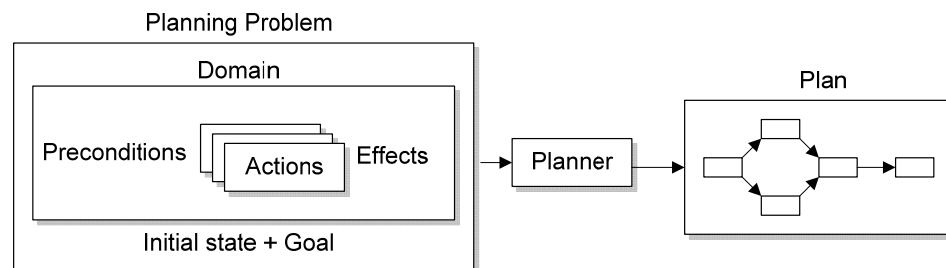 Planning Problem
Domain
Preconditions
Actions
Effects
Initial state + Goal
Planner
Plan